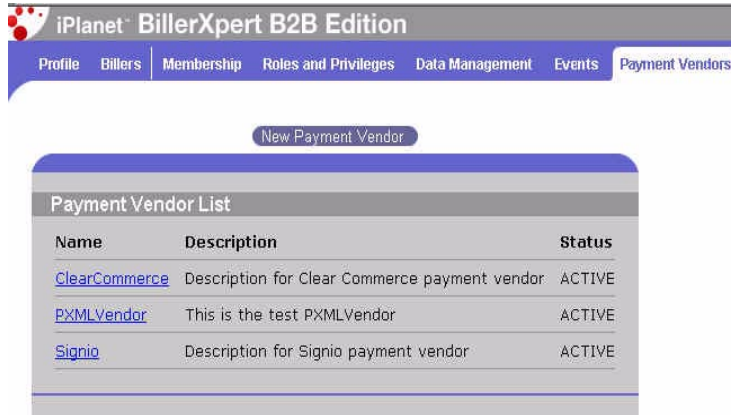 iPlanet™ BillerXpert B2B Edition
Profile Billers Membership Roles and Privileges Data Management Events Payment Vendors
New Payment Vendor
Payment Vendor List
Name Description Status
ClearCommerce Description for Clear Commerce payment vendor ACTIVE
PXMLVendor This is the test PXMLVendor ACTIVE
Signio Description for Signio payment vendor ACTIVE